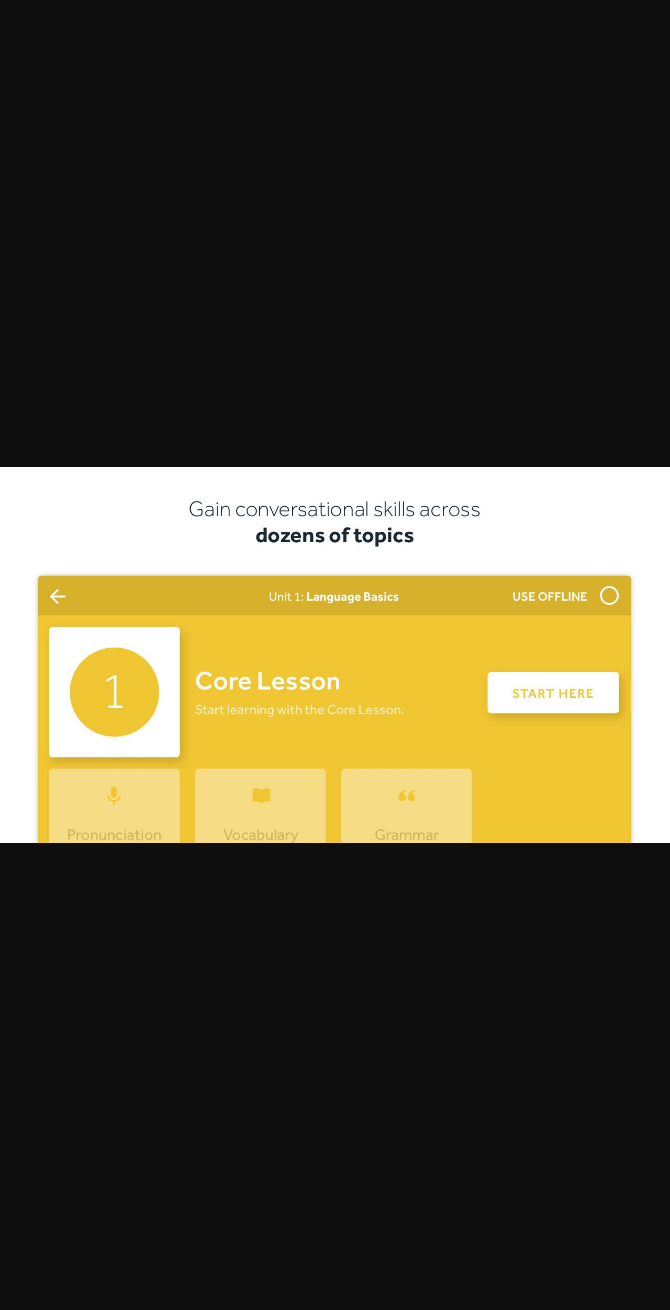 Gain conversational skills across
dozens of topics
Unit 1: Language Basics
USE OFFLINE
1
Core Lesson
Start learning with the Core Lesson.
START HERE
Pronunciation
Vocabulary
Grammar